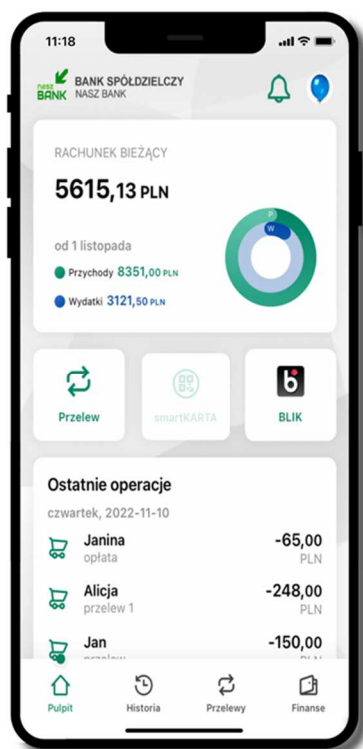 11:18
nasz BANK
BANK SPÓŁDZIELCZY
NASZ BANK
RACHUNEK BIEŻĄCY
5615,13 PLN
od 1 listopada
Przychody 8351,00 PLN
Wydatki 3121,50 PLN
P
W
Przelew
smartKARTA
BLIK
Ostatnie operacje
czwartek, 2022-11-10
Janina -65,00
opłata PLN
Alicja -248,00
przelew 1 PLN
Jan -150,00
przelew PLN
Pulpit
Historia
Przelewy
Finanse